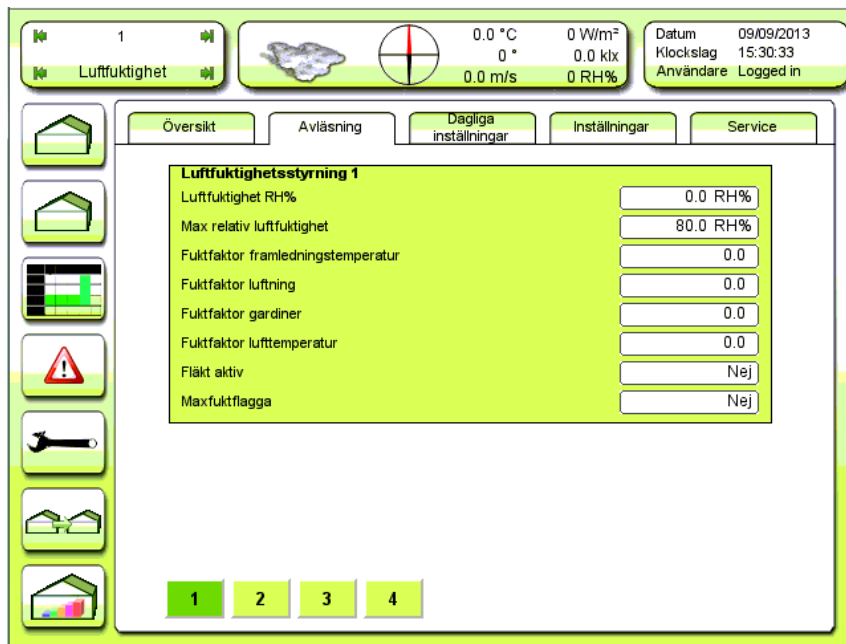 1
Luftfuktighet
0.0 °C 0 W/m²
0 ° 0.0 klx
0.0 m/s 0 RH%
Datum 09/09/2013
Klockslag 15:30:33
Användare Logged in
Översikt
Avläsning
Dagliga
inställningar
Inställningar
Service
Luftfuktighetsstyrning 1
Luftfuktighet RH% 0.0 RH%
Max relativ luftfuktighet 80.0 RH%
Fuktfaktor framledningstemperatur 0.0
Fuktfaktor luftning 0.0
Fuktfaktor gardiner 0.0
Fuktfaktor lufttemperatur 0.0
Fläkt aktiv Nej
Maxfuktflagga Nej
1 2 3 4